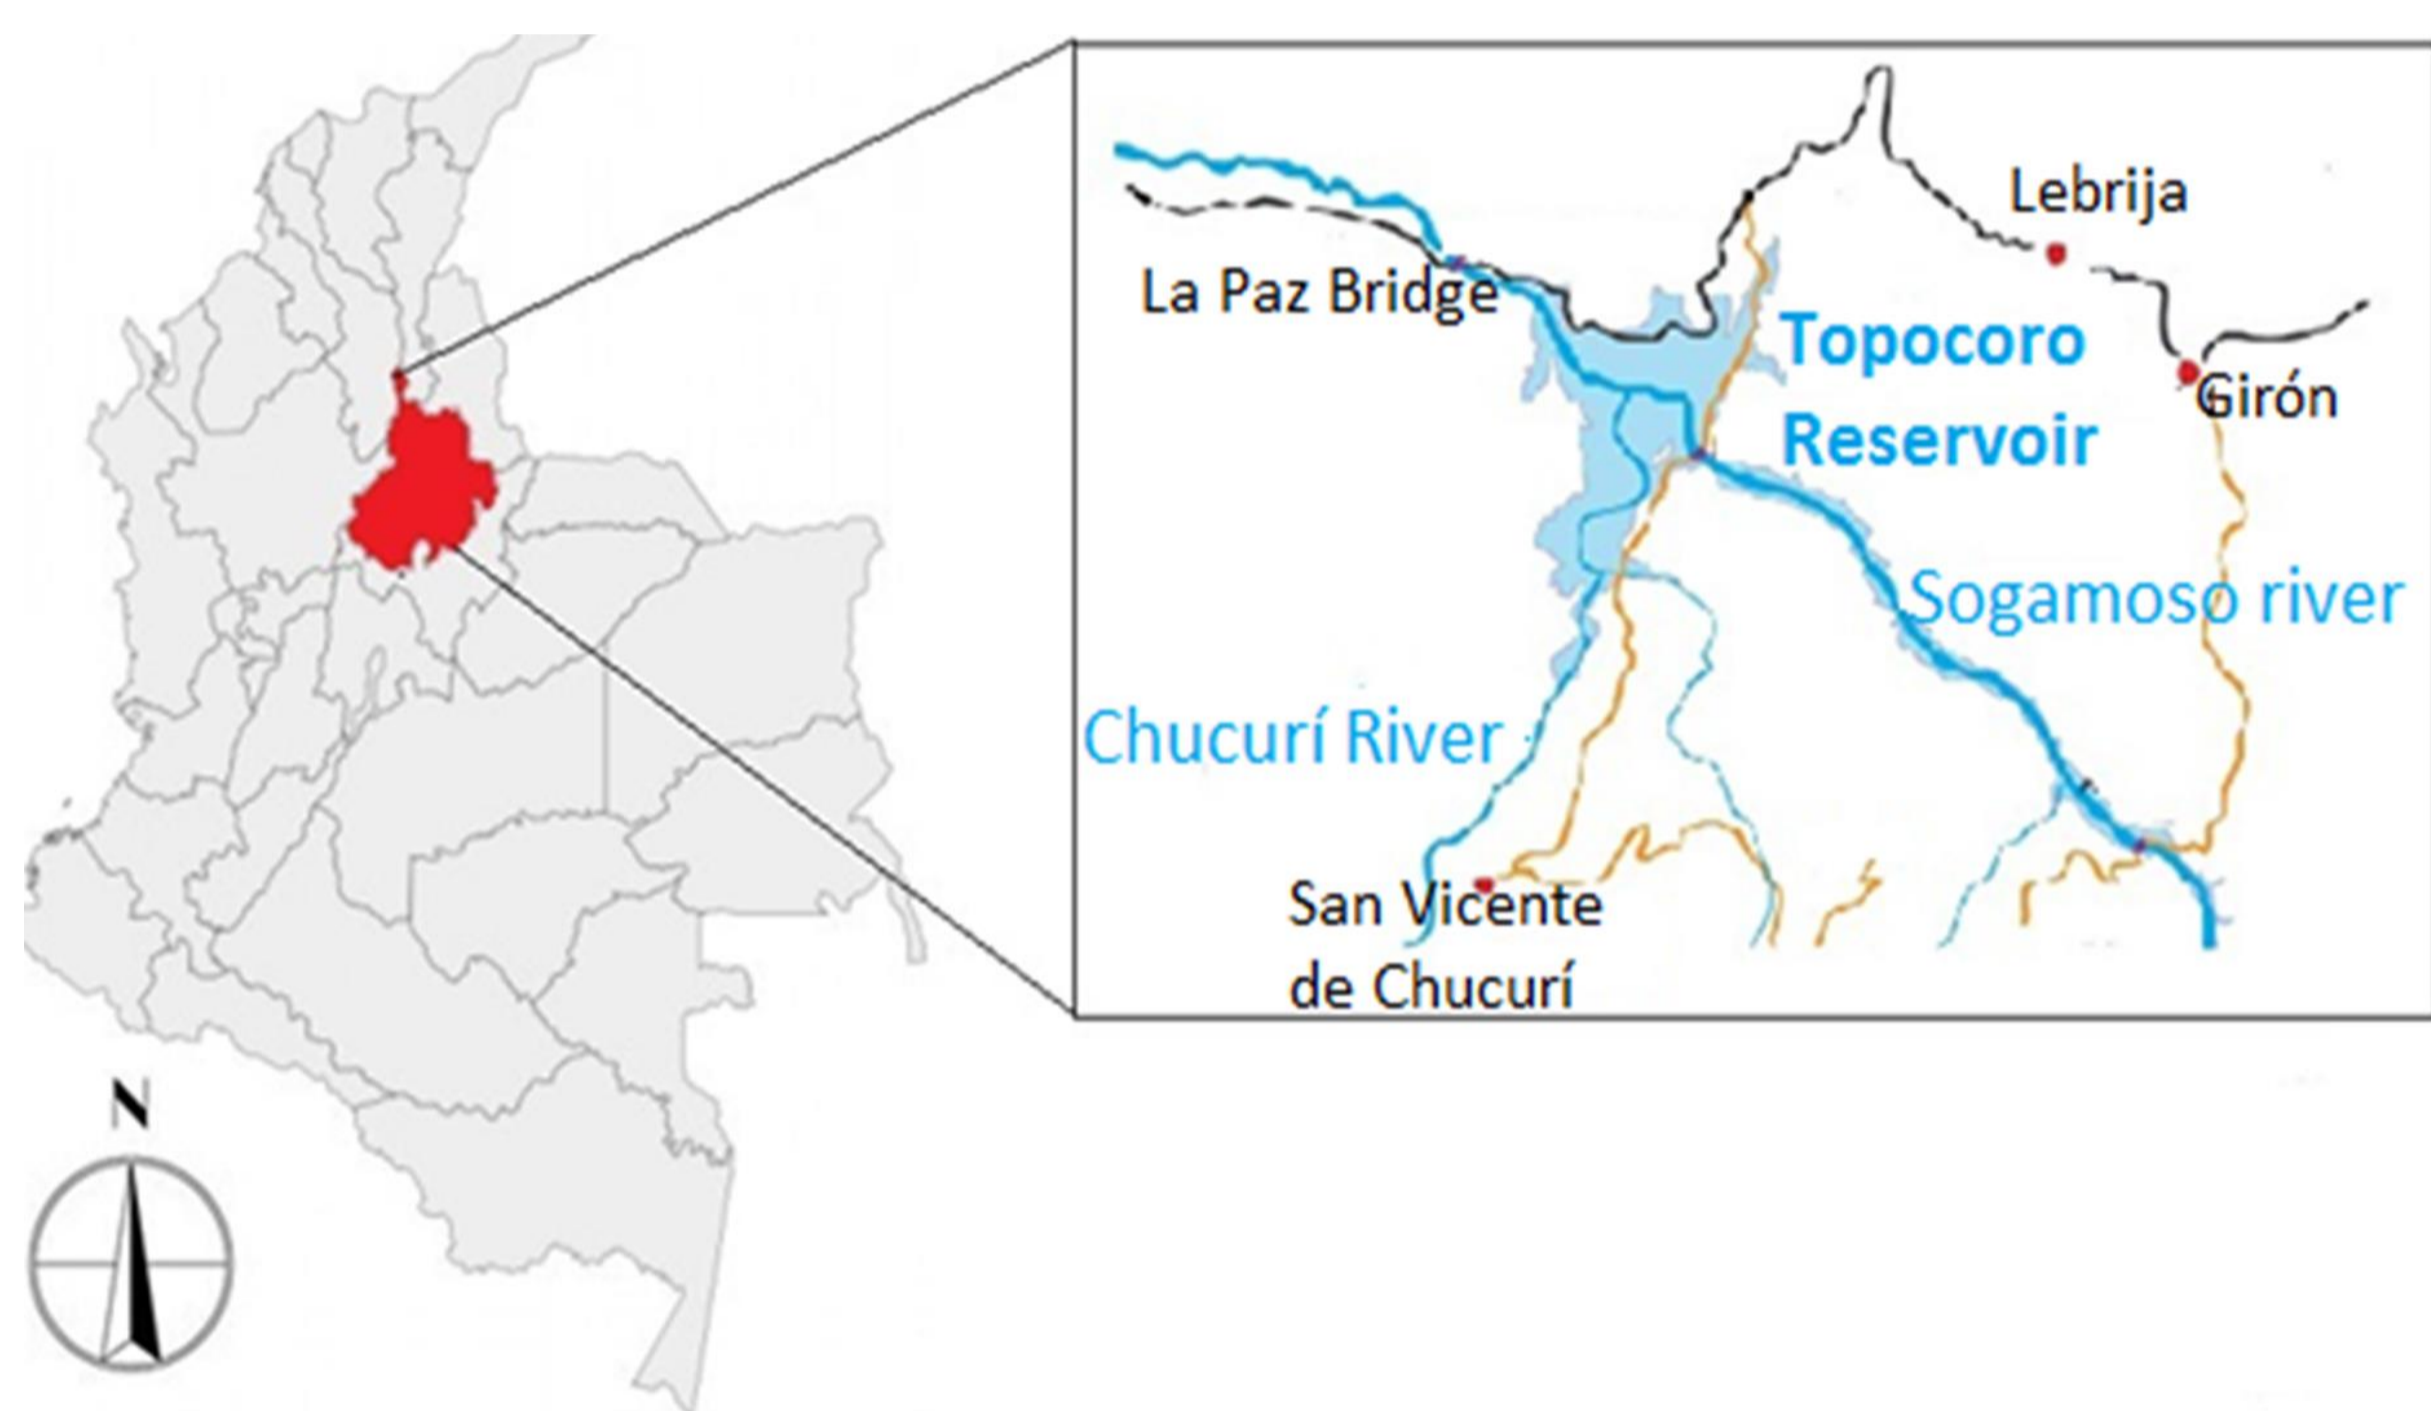 Lebrija
La Paz Bridge
Topocoro
Reservoir
Girón
Sogamoso river
Chucurí River
San Vicente
de Chucurí
N